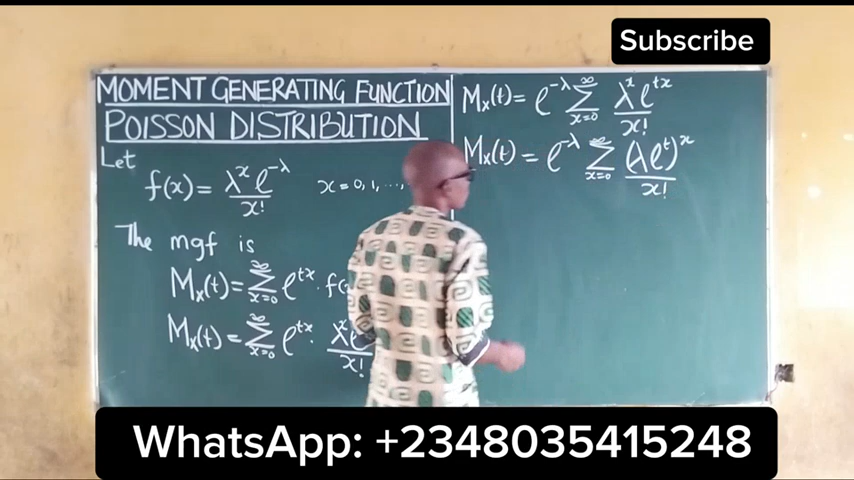 Subscribe
MOMENT GENERATING FUNCTION
POISSON DISTRIBUTION
Let
f(x) = λ^x e^{-λ} / x!    x = 0, 1, ...,
The mgf is
M_x(t) = Σ_{x=0}^{∞} e^{tx} · f(
M_x(t) = Σ_{x=0}^{∞} e^{tx} · λ^x e / x!
M_x(t) = e^{-λ} Σ_{x=0}^{∞} λ^x e^{tx} / x!
M_x(t) = e^{-λ} Σ_{x=0}^{∞} (λe^t)^x / x!
WhatsApp: +2348035415248